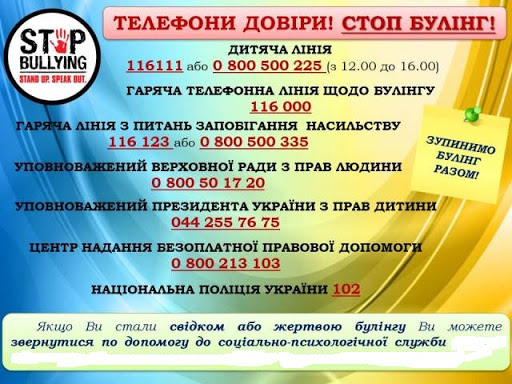 STOP
BULLYING
STAND UP. SPEAK OUT.
ТЕЛЕФОНИ ДОВІРИ! СТОП БУЛІНГ!
ДИТЯЧА ЛІНІЯ
116111 або 0 800 500 225 (з 12.00 до 16.00)
ГАРЯЧА ТЕЛЕФОННА ЛІНІЯ ЩОДО БУЛІНГУ
116 000
ГАРЯЧА ЛІНІЯ З ПИТАНЬ ЗАПОБІГАННЯ НАСИЛЬСТВУ
116 123 або 0 800 500 335
УПОВНОВАЖЕНИЙ ВЕРХОВНОЇ РАДИ З ПРАВ ЛЮДИНИ
0 800 50 17 20
УПОВНОВАЖЕНИЙ ПРЕЗИДЕНТА УКРАЇНИ З ПРАВ ДИТИНИ
044 255 76 75
ЦЕНТР НАДАННЯ БЕЗОПЛАТНОЇ ПРАВОВОЇ ДОПОМОГИ
0 800 213 103
НАЦІОНАЛЬНА ПОЛІЦІЯ УКРАЇНИ 102
ЗУПИНИМО
БУЛІНГ
РАЗОМ!
Якщо Ви стали свідком або жертвою булінгу Ви можете
звернутися по допомогу до соціально-психологічної служби